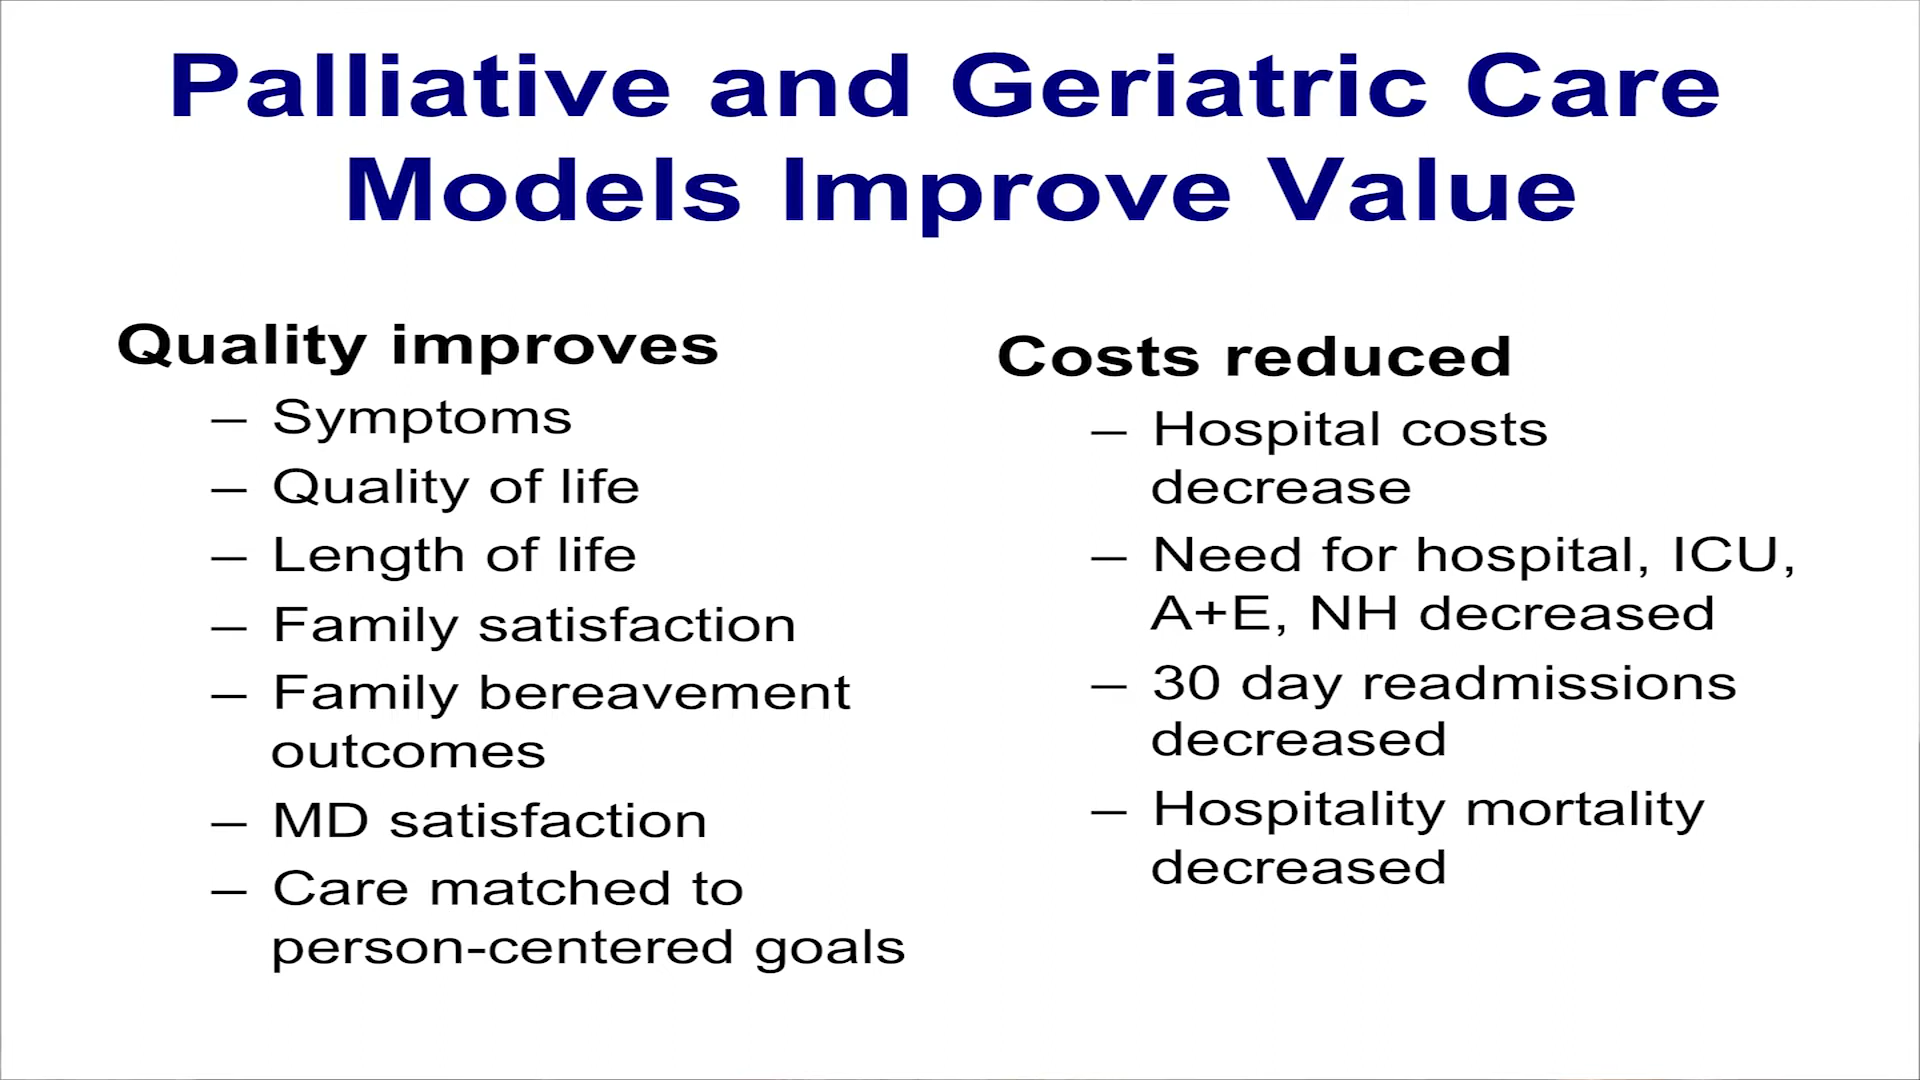 Palliative and Geriatric Care
Models Improve Value
Quality improves
– Symptoms
– Quality of life
– Length of life
– Family satisfaction
– Family bereavement
outcomes
– MD satisfaction
– Care matched to
person-centered goals
Costs reduced
– Hospital costs
decrease
– Need for hospital, ICU,
A+E, NH decreased
– 30 day readmissions
decreased
– Hospitality mortality
decreased